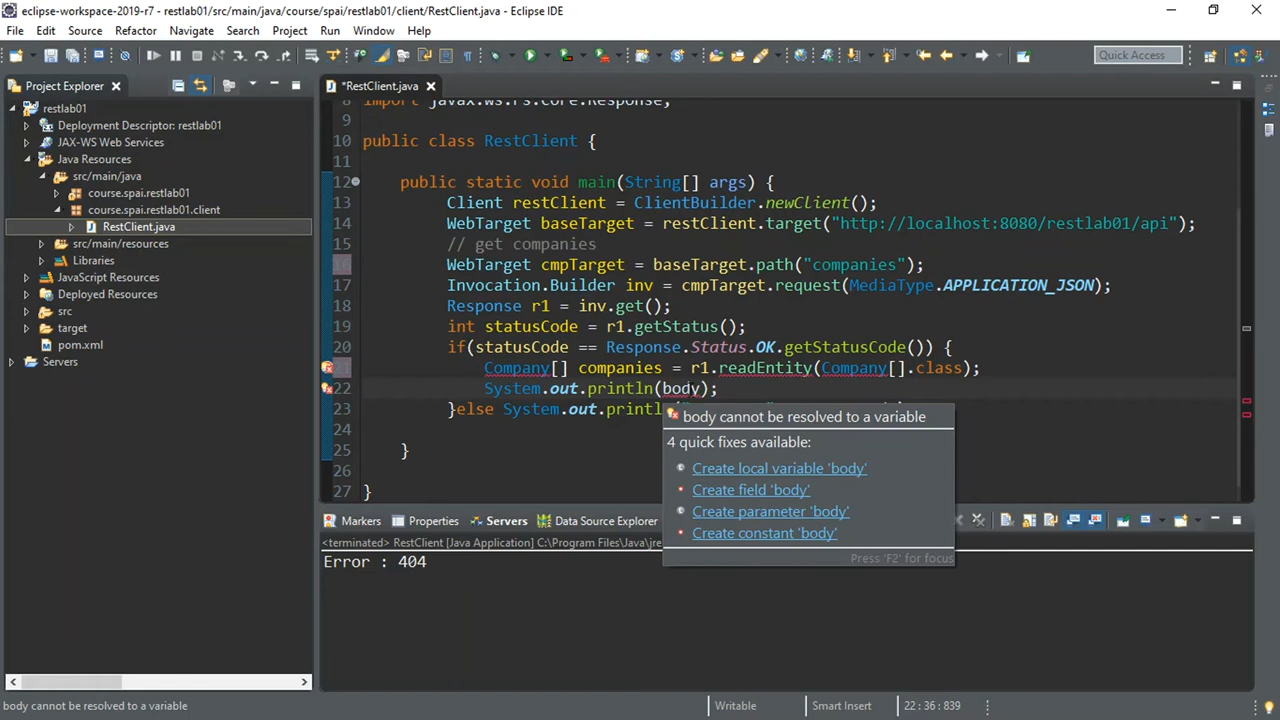 eclipse-workspace-2019-r7 - restlab01/src/main/java/course/spai/restlab01/client/RestClient.java - Eclipse IDE
File Edit Source Refactor Navigate Search Project Run Window Help
Quick Access
Project Explorer
restlab01
Deployment Descriptor: restlab01
JAX-WS Web Services
Java Resources
src/main/java
course.spai.restlab01
course.spai.restlab01.client
RestClient.java
src/main/resources
Libraries
JavaScript Resources
Deployed Resources
src
target
pom.xml
Servers
*RestClient.java
8 import javax.ws.rs.core.Response;
9
10 public class RestClient {
11
12 public static void main(String[] args) {
13 Client restClient = ClientBuilder.newClient();
14 WebTarget baseTarget = restClient.target("http://localhost:8080/restlab01/api");
15 // get companies
16 WebTarget cmpTarget = baseTarget.path("companies");
17 Invocation.Builder inv = cmpTarget.request(MediaType.APPLICATION_JSON);
18 Response r1 = inv.get();
19 int statusCode = r1.getStatus();
20 if(statusCode == Response.Status.OK.getStatusCode()) {
21 Company[] companies = r1.readEntity(Company[].class);
22 System.out.println(body);
23 }else System.out.printl
24
25 }
26
27 }
body cannot be resolved to a variable
4 quick fixes available:
Create local variable 'body'
Create field 'body'
Create parameter 'body'
Create constant 'body'
Press 'F2' for focus
Markers Properties Servers Data Source Explorer
<terminated> RestClient [Java Application] C:\Program Files\Java\jre
Error : 404
body cannot be resolved to a variable
Writable Smart Insert 22 : 36 : 839